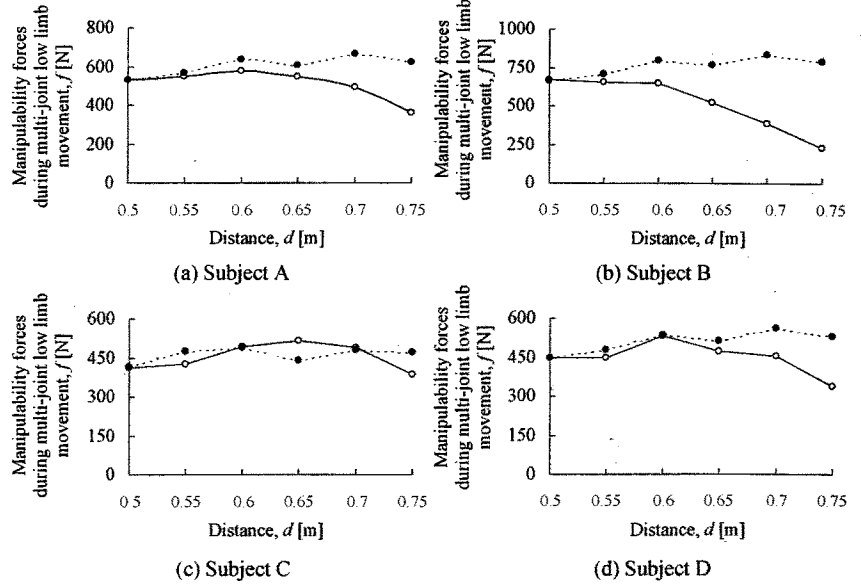 Manipulability forces
during multi-joint low limb
movement, f [N]
800
600
400
200
0
0.5 0.55 0.6 0.65 0.7 0.75
Distance, d [m]
(a) Subject A
Manipulability forces
during multi-joint low limb
movement, f [N]
1000
750
500
250
0
0.5 0.55 0.6 0.65 0.7 0.75
Distance, d [m]
(b) Subject B
Manipulability forces
during multi-joint low limb
movement, f [N]
600
450
300
150
0
0.5 0.55 0.6 0.65 0.7 0.75
Distance, d [m]
(c) Subject C
Manipulability forces
during multi-joint low limb
movement, f [N]
600
450
300
150
0
0.5 0.55 0.6 0.65 0.7 0.75
Distance, d [m]
(d) Subject D